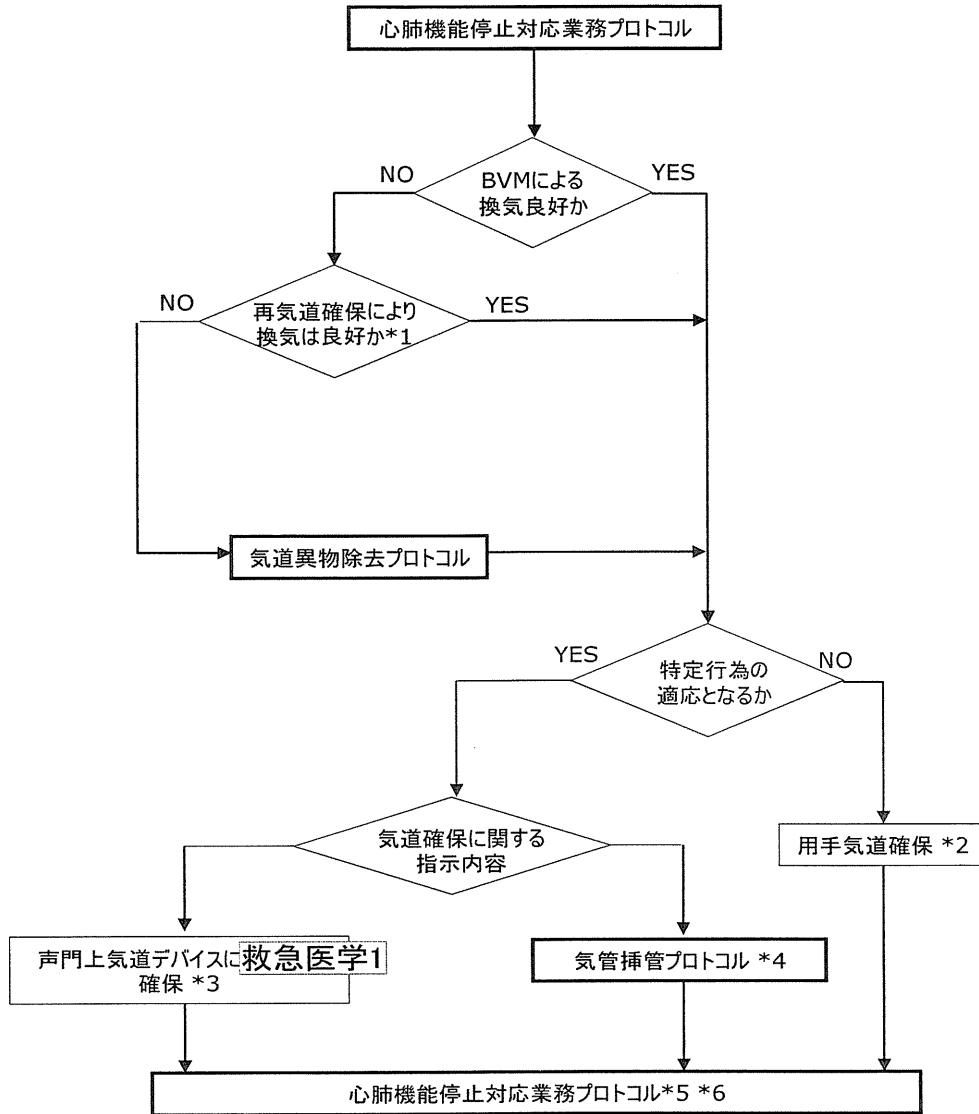 心肺機能停止対応業務プロトコル
NO
BVMによる
換気良好か
YES
NO
再気道確保により
換気は良好か*1
YES
気道異物除去プロトコル
YES
特定行為の
適応となるか
NO
気道確保に関する
指示内容
用手気道確保 *2
声門上気道デバイスに
確保 *3
救急医学1
気管挿管プロトコル *4
心肺機能停止対応業務プロトコル*5 *6